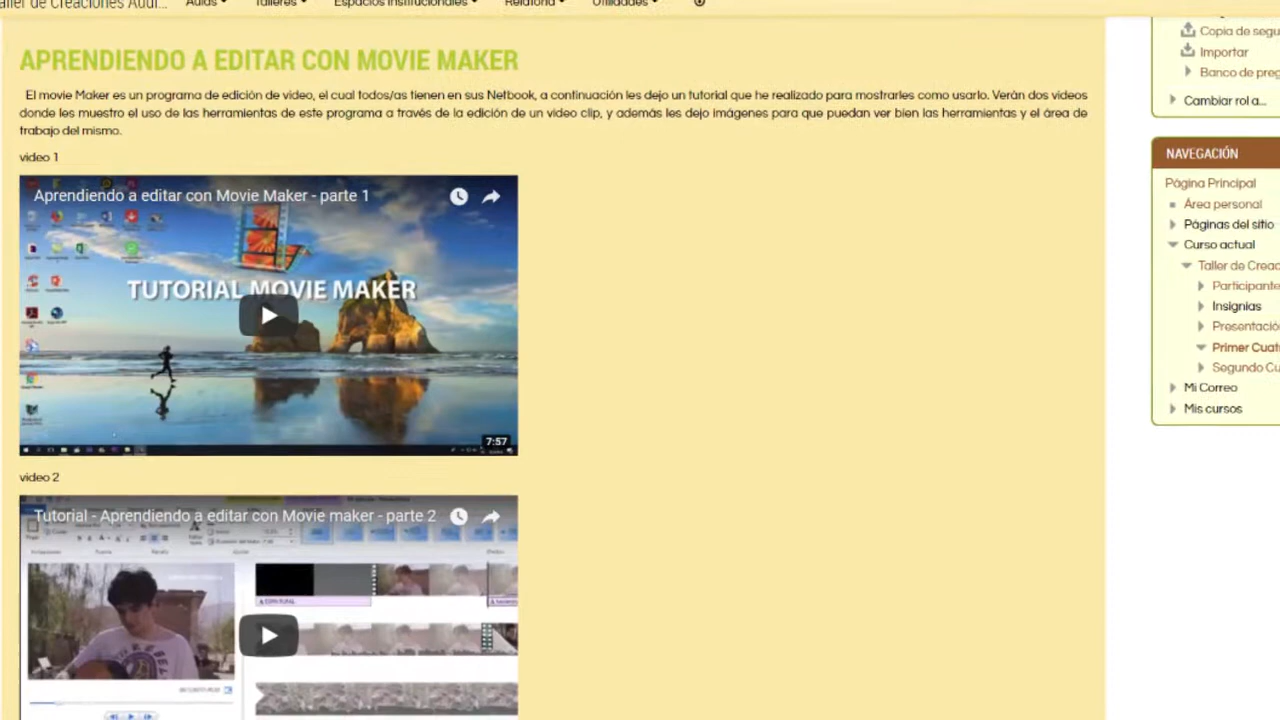 Taller de Creaciones Audi...
Aulas
Talleres
Espacios Institucionales
Relatoria
Utilidades
APRENDIENDO A EDITAR CON MOVIE MAKER
El movie Maker es un programa de edición de video, el cual todos/as tienen en sus Netbook, a continuación les dejo un tutorial que he realizado para mostrarles como usarlo. Verán dos videos
donde les muestro el uso de las herramientas de este programa a través de la edición de un video clip, y además les dejo imágenes para que puedan ver bien las herramientas y el área de
trabajo del mismo.
video 1
Aprendiendo a editar con Movie Maker - parte 1
TUTORIAL MOVIE MAKER
7:57
video 2
Tutorial - Aprendiendo a editar con Movie maker - parte 2
Copia de segu
Importar
Banco de preg
Cambiar rol a...
NAVEGACIÓN
Página Principal
Área personal
Páginas del sitio
Curso actual
Taller de Creac
Participante
Insignias
Presentació
Primer Cuat
Segundo Cu
Mi Correo
Mis cursos